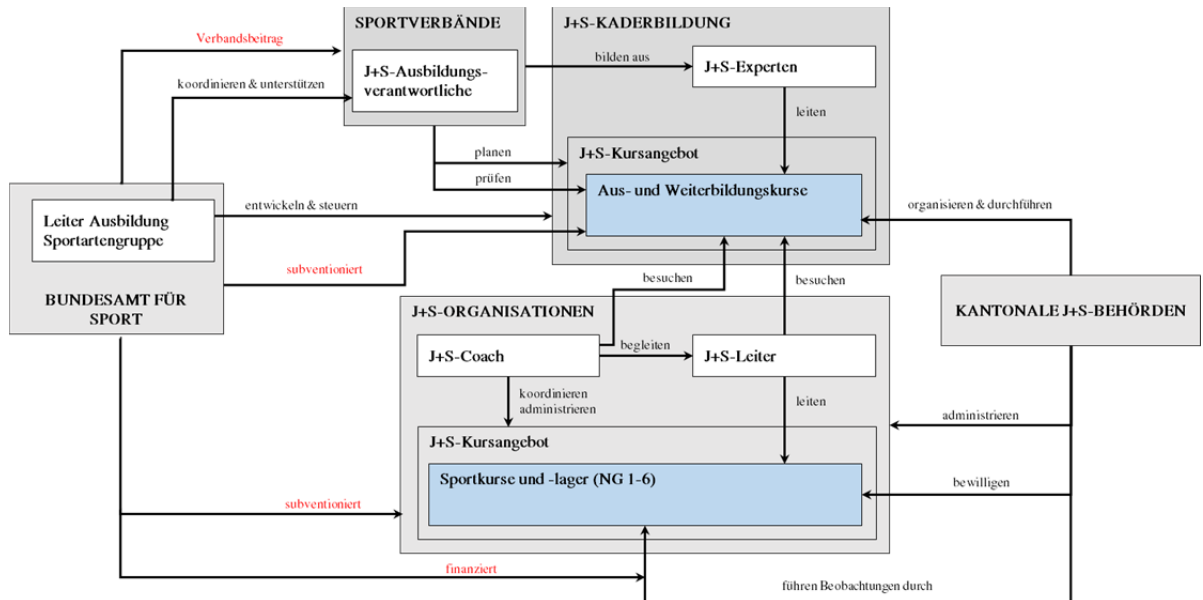 SPORTVERBÄNDE
J+S-KADERBILDUNG
Verbandsbeitrag
J+S-Ausbildungs-
verantwortliche
bilden aus
J+S-Experten
koordinieren & unterstützen
leiten
planen
J+S-Kursangebot
prüfen
Aus- und Weiterbildungskurse
entwickeln & steuern
organisieren & durchführen
Leiter Ausbildung
Sportartengruppe
subventioniert
besuchen
besuchen
BUNDESAMT FÜR
SPORT
J+S-ORGANISATIONEN
KANTONALE J+S-BEHÖRDEN
J+S-Coach
begleiten
J+S-Leiter
koordinieren
administrieren
leiten
administrieren
J+S-Kursangebot
Sportkurse und -lager (NG 1-6)
bewilligen
subventioniert
finanziert
führen Beobachtungen durch